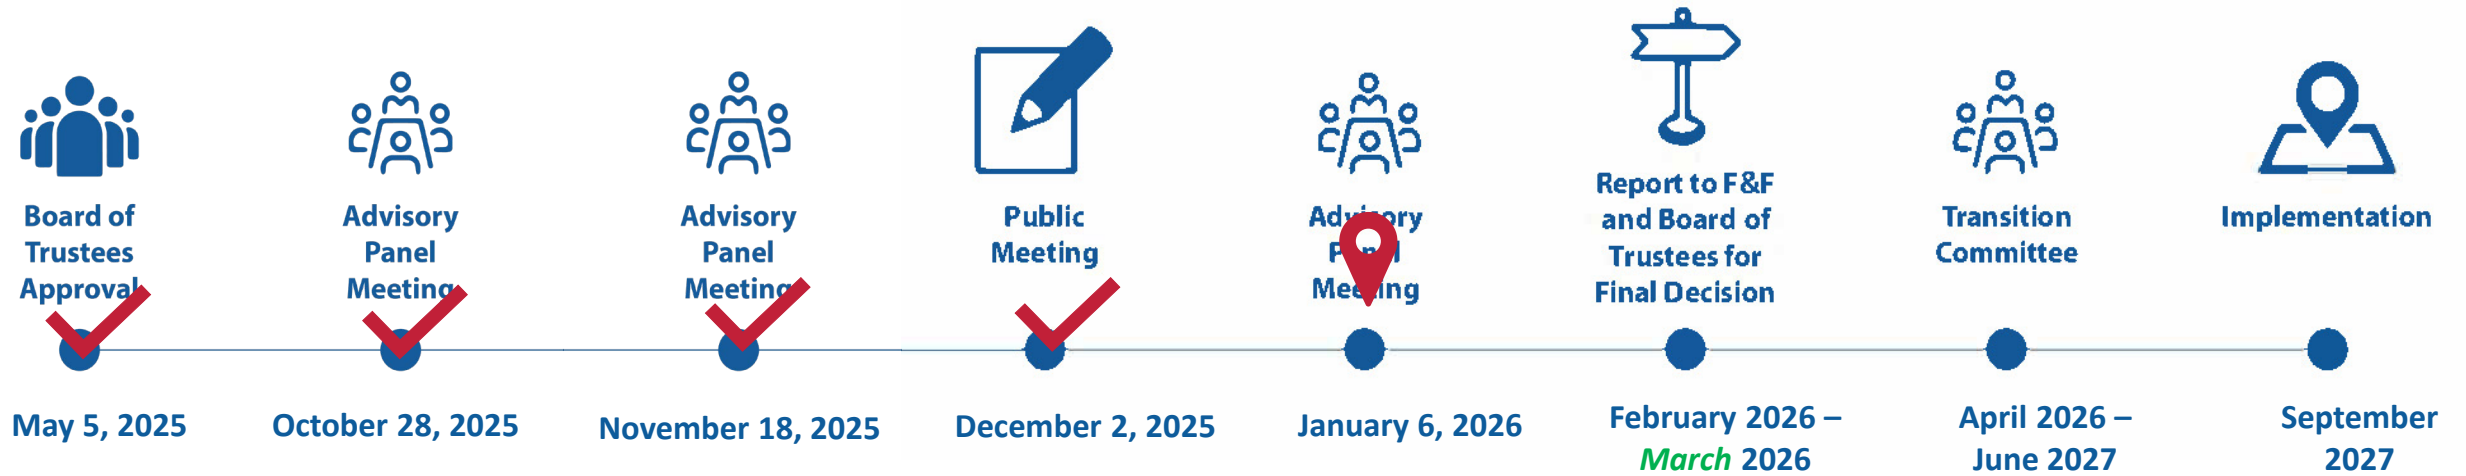 Board of
Trustees
Approval
May 5, 2025
Advisory
Panel
Meeting
October 28, 2025
Advisory
Panel
Meeting
November 18, 2025
Public
Meeting
December 2, 2025
Advisory
Panel
Meeting
January 6, 2026
Report to F&F
and Board of
Trustees for
Final Decision
February 2026 –
March 2026
Transition
Committee
April 2026 –
June 2027
Implementation
September
2027